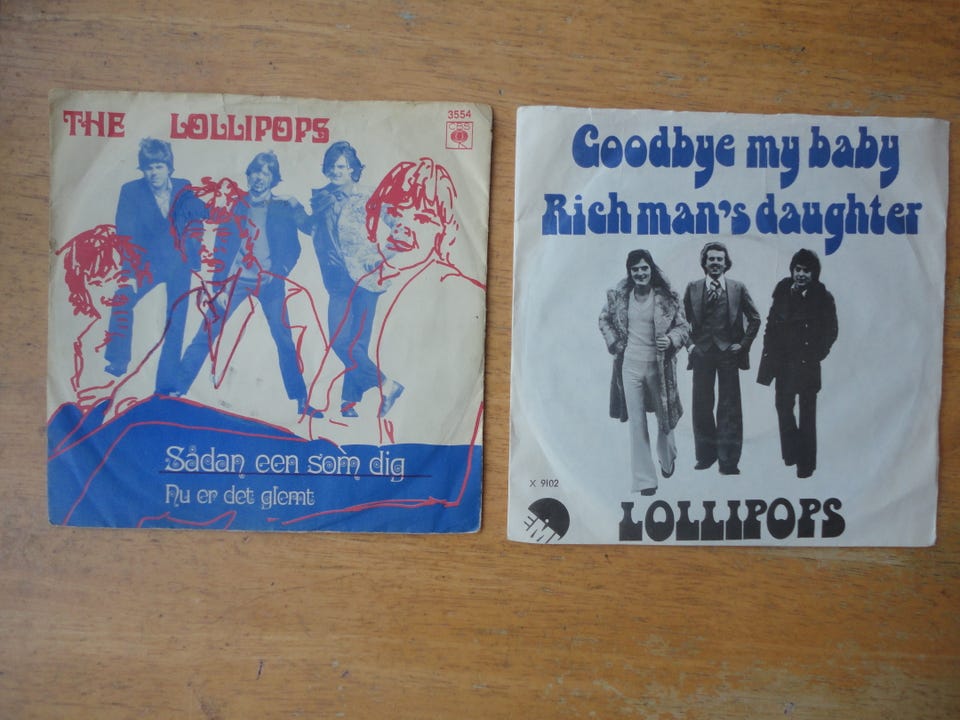 THE LOLLIPOPS
3554
CBS
Sådan een som dig
Nu er det glemt
Goodbye my baby
Rich man's daughter
X 9102
EMI
LOLLIPOPS